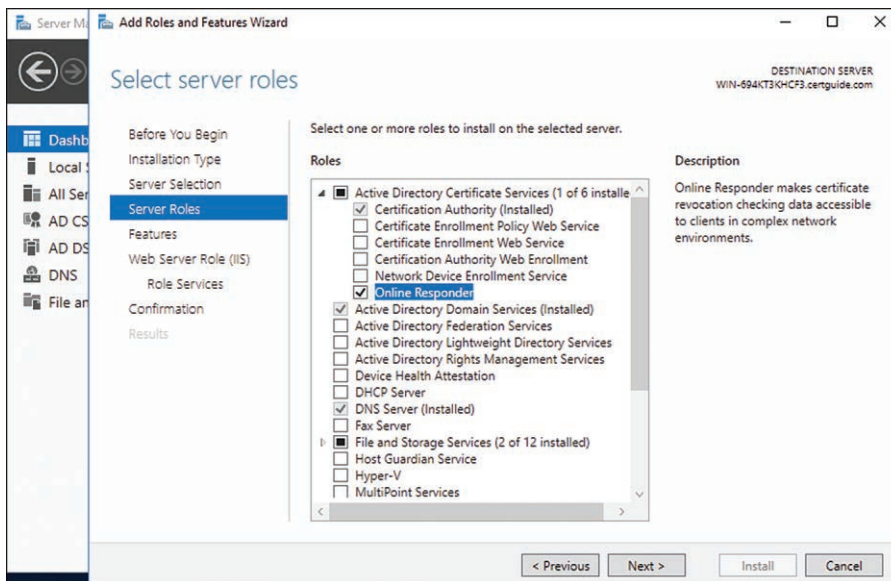 Server Ma
Add Roles and Features Wizard
Select server roles
DESTINATION SERVER
WIN-694KT3KHCF3.certguide.com
Dashb
Local S
All Ser
AD CS
AD DS
DNS
File an
Before You Begin
Installation Type
Server Selection
Server Roles
Features
Web Server Role (IIS)
Role Services
Confirmation
Results
Select one or more roles to install on the selected server.
Roles
Active Directory Certificate Services (1 of 6 installe
Certification Authority (Installed)
Certificate Enrollment Policy Web Service
Certificate Enrollment Web Service
Certification Authority Web Enrollment
Network Device Enrollment Service
Online Responder
Active Directory Domain Services (Installed)
Active Directory Federation Services
Active Directory Lightweight Directory Services
Active Directory Rights Management Services
Device Health Attestation
DHCP Server
DNS Server (Installed)
Fax Server
File and Storage Services (2 of 12 installed)
Host Guardian Service
Hyper-V
MultiPoint Services
Description
Online Responder makes certificate
revocation checking data accessible
to clients in complex network
environments.
< Previous
Next >
Install
Cancel